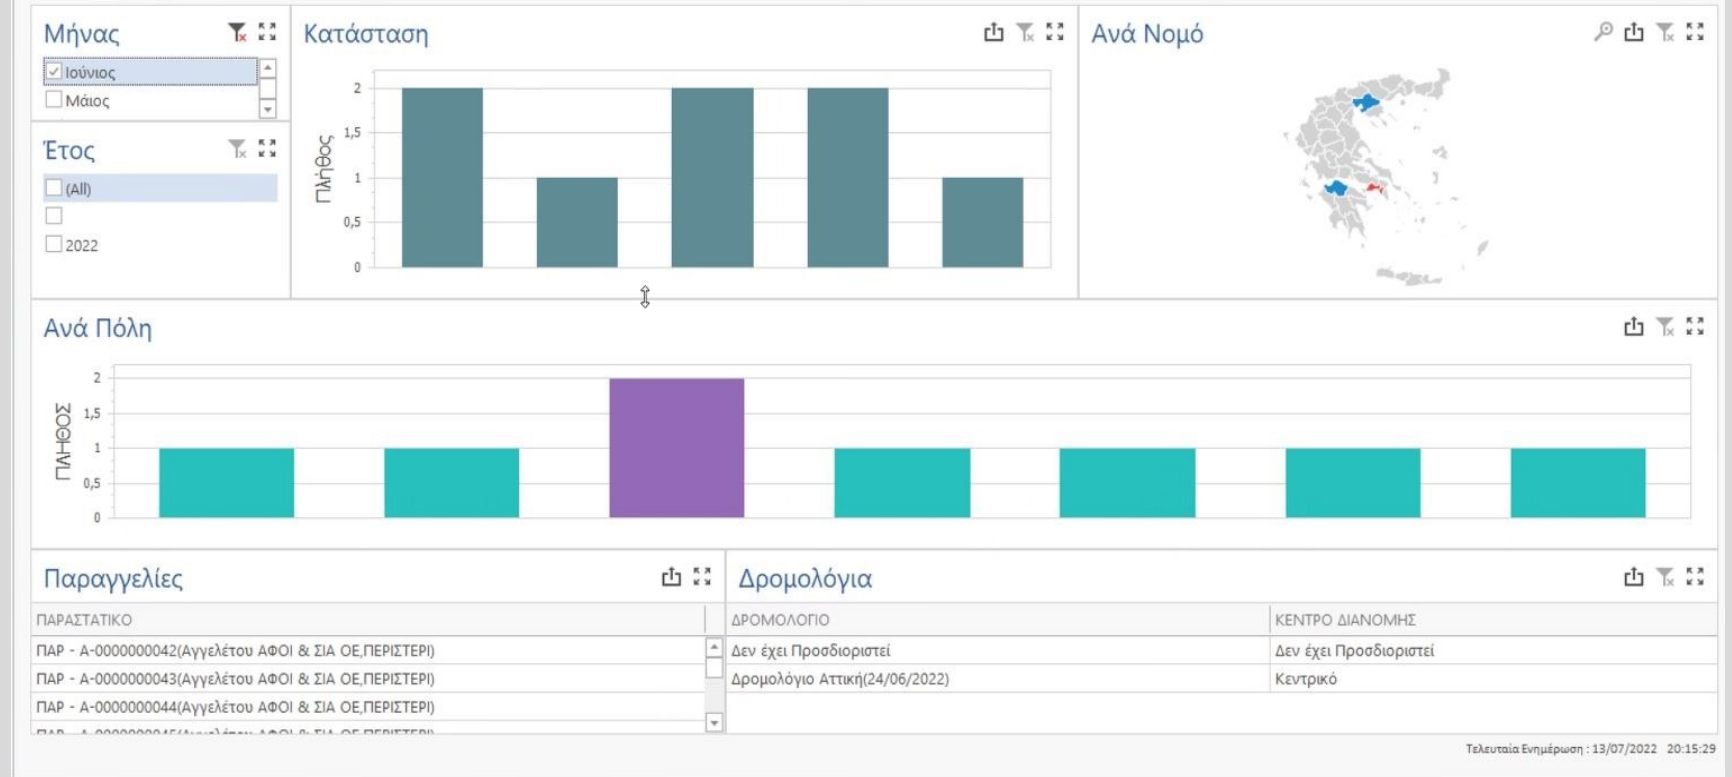 Μήνας
Ιούνιος
Μάιος
Έτος
(All)
2022
Κατάσταση
Πλήθος
2
1,5
1
0,5
0
Ανά Νομό
Ανά Πόλη
ΠΛΗΘΟΣ
2
1,5
1
0,5
0
Παραγγελίες
ΠΑΡΑΣΤΑΤΙΚΟ
ΠΑΡ - Α-0000000042(Αγγελέτου ΑΦΟΙ & ΣΙΑ ΟΕ,ΠΕΡΙΣΤΕΡΙ)
ΠΑΡ - Α-0000000043(Αγγελέτου ΑΦΟΙ & ΣΙΑ ΟΕ,ΠΕΡΙΣΤΕΡΙ)
ΠΑΡ - Α-0000000044(Αγγελέτου ΑΦΟΙ & ΣΙΑ ΟΕ,ΠΕΡΙΣΤΕΡΙ)
Δρομολόγια
ΔΡΟΜΟΛΟΓΙΟ ΚΕΝΤΡΟ ΔΙΑΝΟΜΗΣ
Δεν έχει Προσδιοριστεί Δεν έχει Προσδιοριστεί
Δρομολόγιο Αττική(24/06/2022) Κεντρικό
Τελευταία Ενημέρωση : 13/07/2022 20:15:29